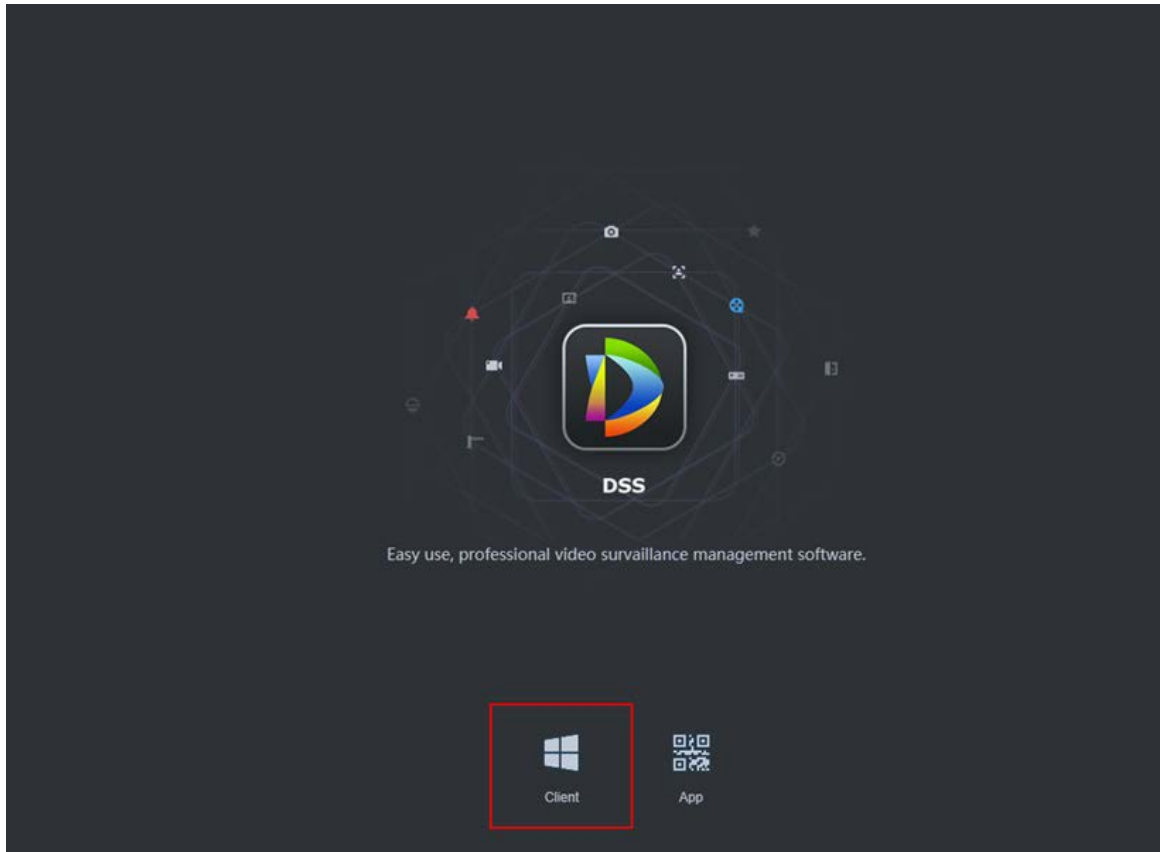 DSS
Easy use, professional video survaillance management software.
Client
App